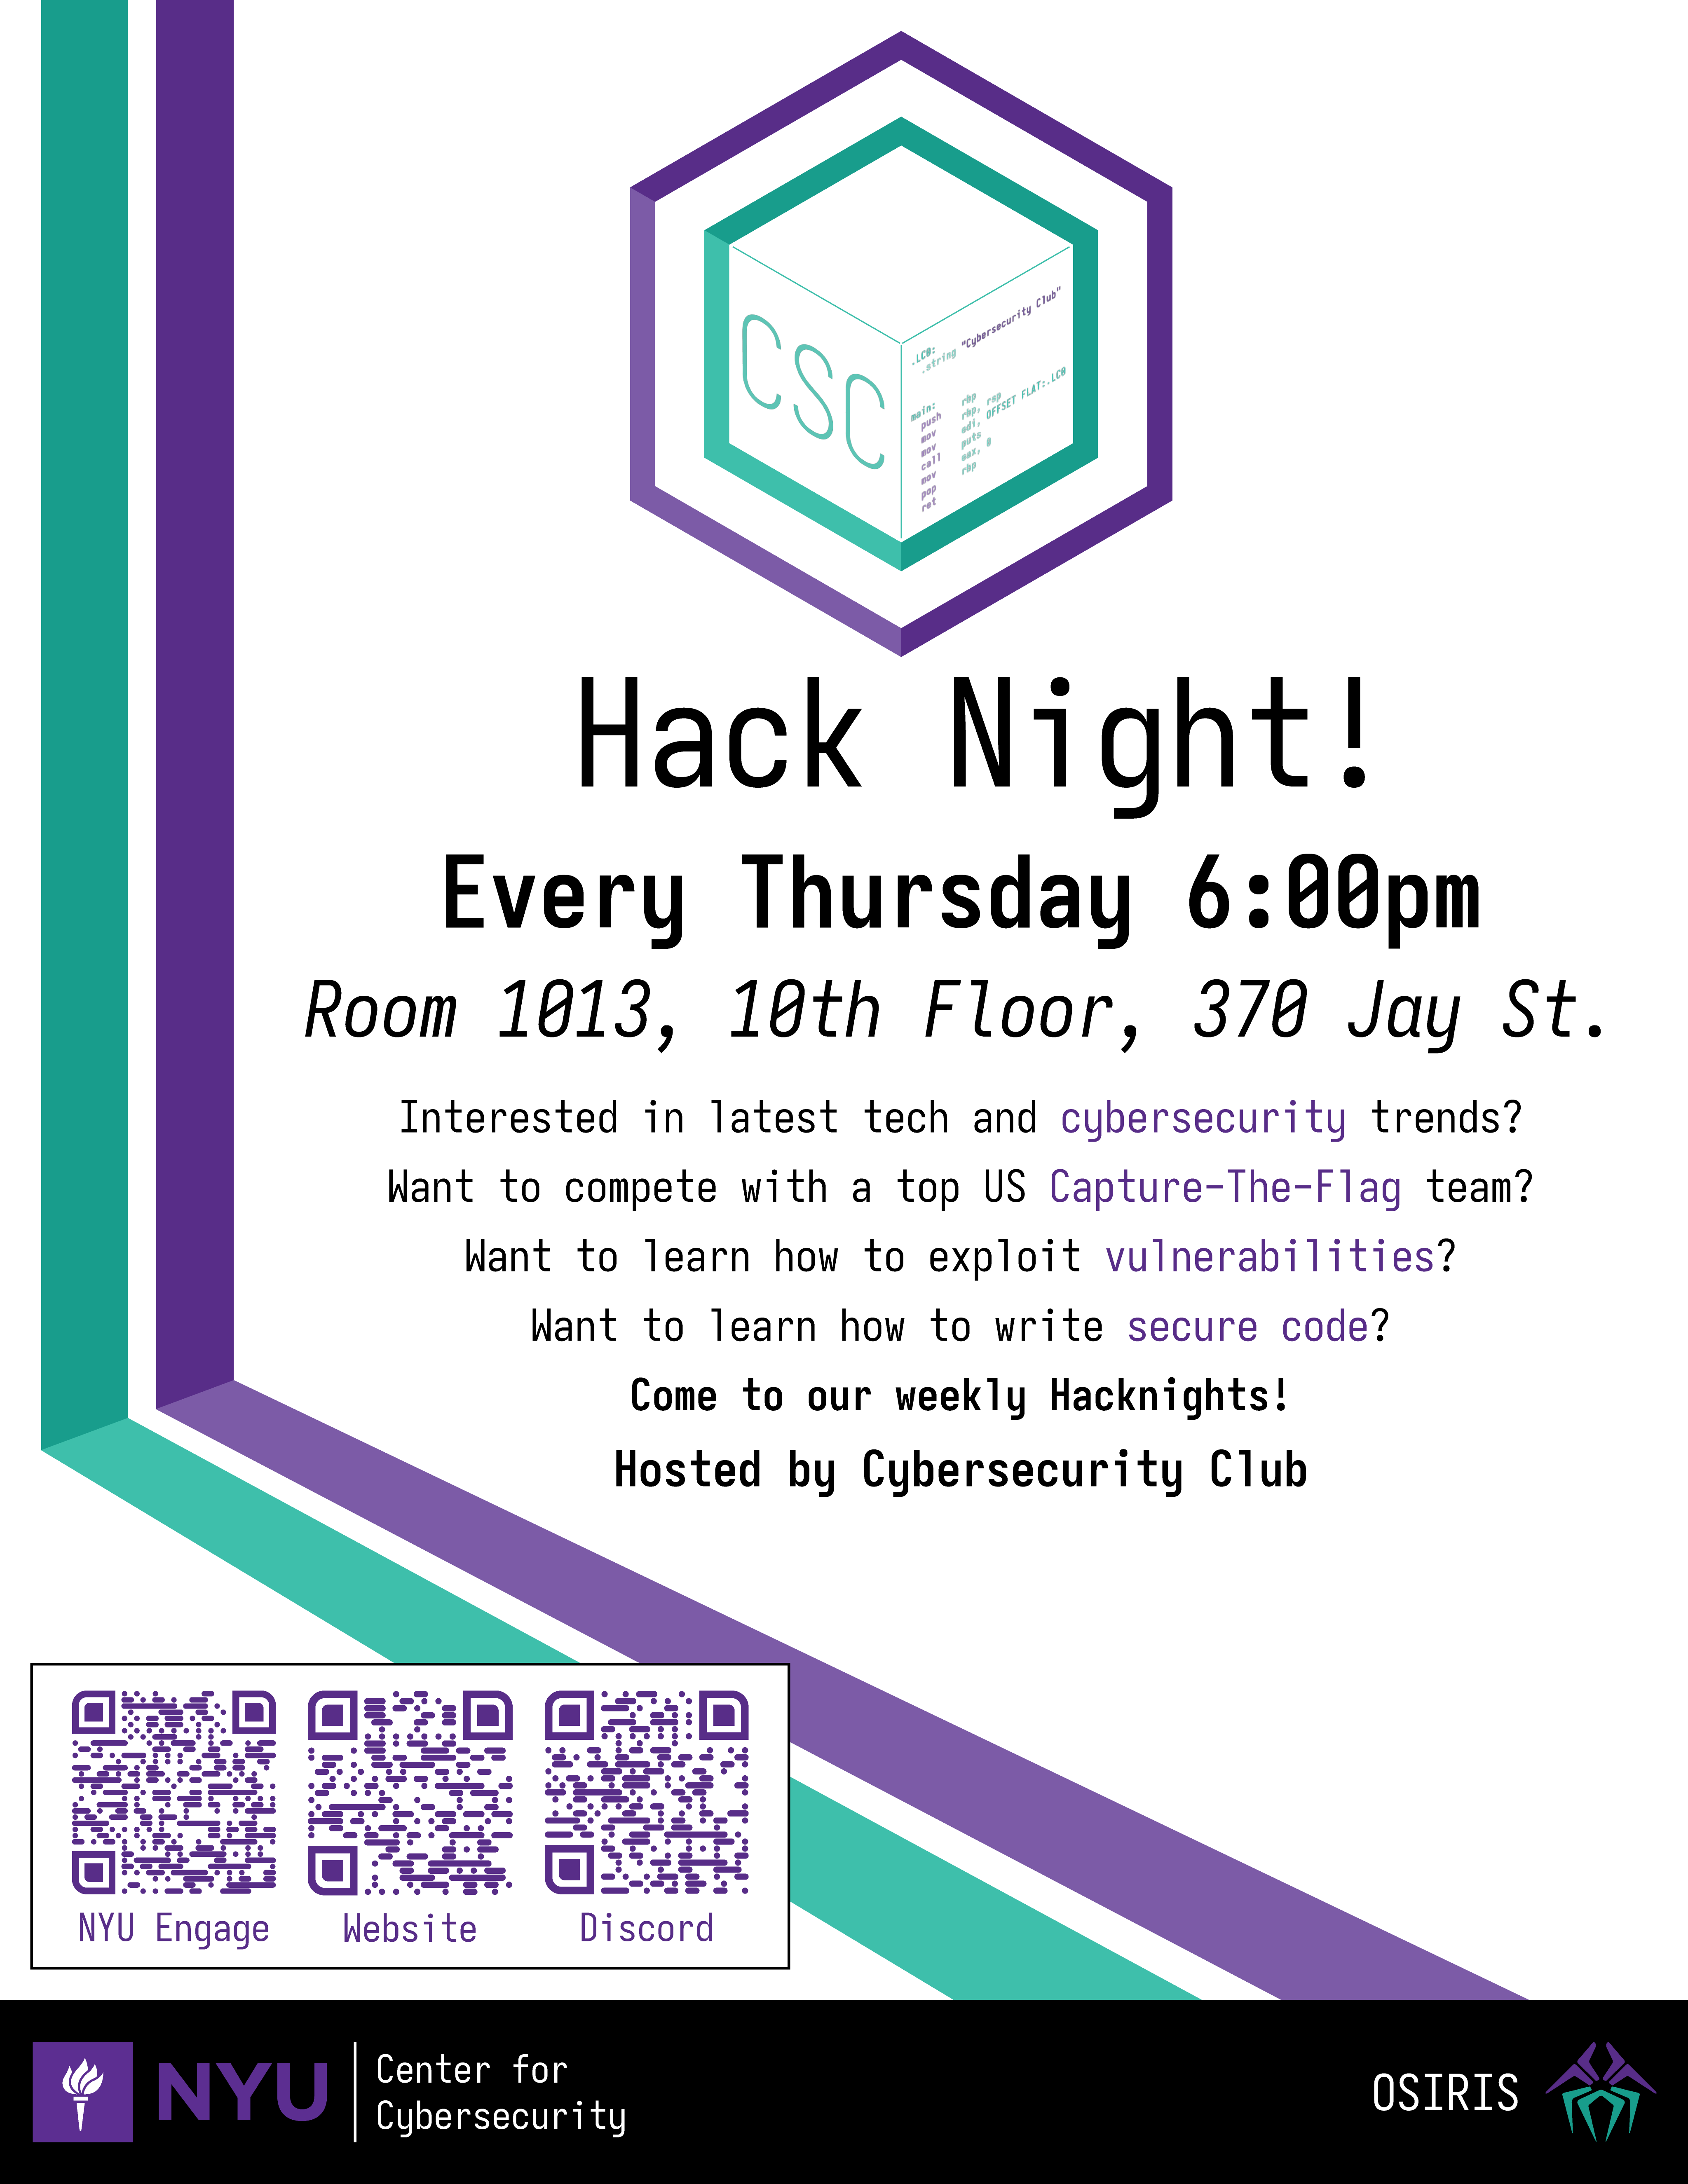 CSC
.LC0:
.string "Cybersecurity Club"
main:
push rbp
mov rbp, rsp
mov edi, OFFSET FLAT:.LC0
call puts
mov eax, 0
pop rbp
ret
Hack Night!
Every Thursday 6:00pm
Room 1013, 10th Floor, 370 Jay St.
Interested in latest tech and cybersecurity trends?
Want to compete with a top US Capture-The-Flag team?
Want to learn how to exploit vulnerabilities?
Want to learn how to write secure code?
Come to our weekly Hacknights!
Hosted by Cybersecurity Club
NYU Engage
Website
Discord
NYU
Center for
Cybersecurity
OSIRIS